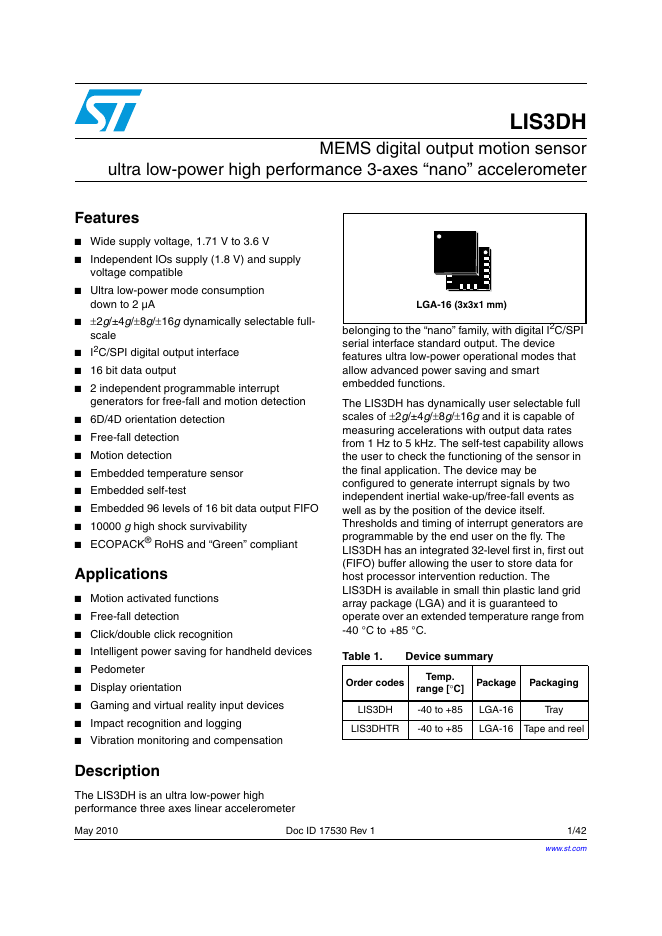 ST
LIS3DH
MEMS digital output motion sensor
ultra low-power high performance 3-axes “nano” accelerometer
Features
■ Wide supply voltage, 1.71 V to 3.6 V
■ Independent IOs supply (1.8 V) and supply
voltage compatible
■ Ultra low-power mode consumption
down to 2 μA
■ ±2g/±4g/±8g/±16g dynamically selectable full-
scale
■ I²C/SPI digital output interface
■ 16 bit data output
■ 2 independent programmable interrupt
generators for free-fall and motion detection
■ 6D/4D orientation detection
■ Free-fall detection
■ Motion detection
■ Embedded temperature sensor
■ Embedded self-test
■ Embedded 96 levels of 16 bit data output FIFO
■ 10000 g high shock survivability
■ ECOPACK® RoHS and “Green” compliant
Applications
■ Motion activated functions
■ Free-fall detection
■ Click/double click recognition
■ Intelligent power saving for handheld devices
■ Pedometer
■ Display orientation
■ Gaming and virtual reality input devices
■ Impact recognition and logging
■ Vibration monitoring and compensation
Description
The LIS3DH is an ultra low-power high
performance three axes linear accelerometer
LGA-16 (3x3x1 mm)
belonging to the “nano” family, with digital I²C/SPI
serial interface standard output. The device
features ultra low-power operational modes that
allow advanced power saving and smart
embedded functions.
The LIS3DH has dynamically user selectable full
scales of ±2g/±4g/±8g/±16g and it is capable of
measuring accelerations with output data rates
from 1 Hz to 5 kHz. The self-test capability allows
the user to check the functioning of the sensor in
the final application. The device may be
configured to generate interrupt signals by two
independent inertial wake-up/free-fall events as
well as by the position of the device itself.
Thresholds and timing of interrupt generators are
programmable by the end user on the fly. The
LIS3DH has an integrated 32-level first in, first out
(FIFO) buffer allowing the user to store data for
host processor intervention reduction. The
LIS3DH is available in small thin plastic land grid
array package (LGA) and it is guaranteed to
operate over an extended temperature range from
-40 °C to +85 °C.
Table 1. Device summary
Order codes Temp. range [°C] Package Packaging
LIS3DH -40 to +85 LGA-16 Tray
LIS3DHTR -40 to +85 LGA-16 Tape and reel
May 2010 Doc ID 17530 Rev 1 1/42
www.st.com